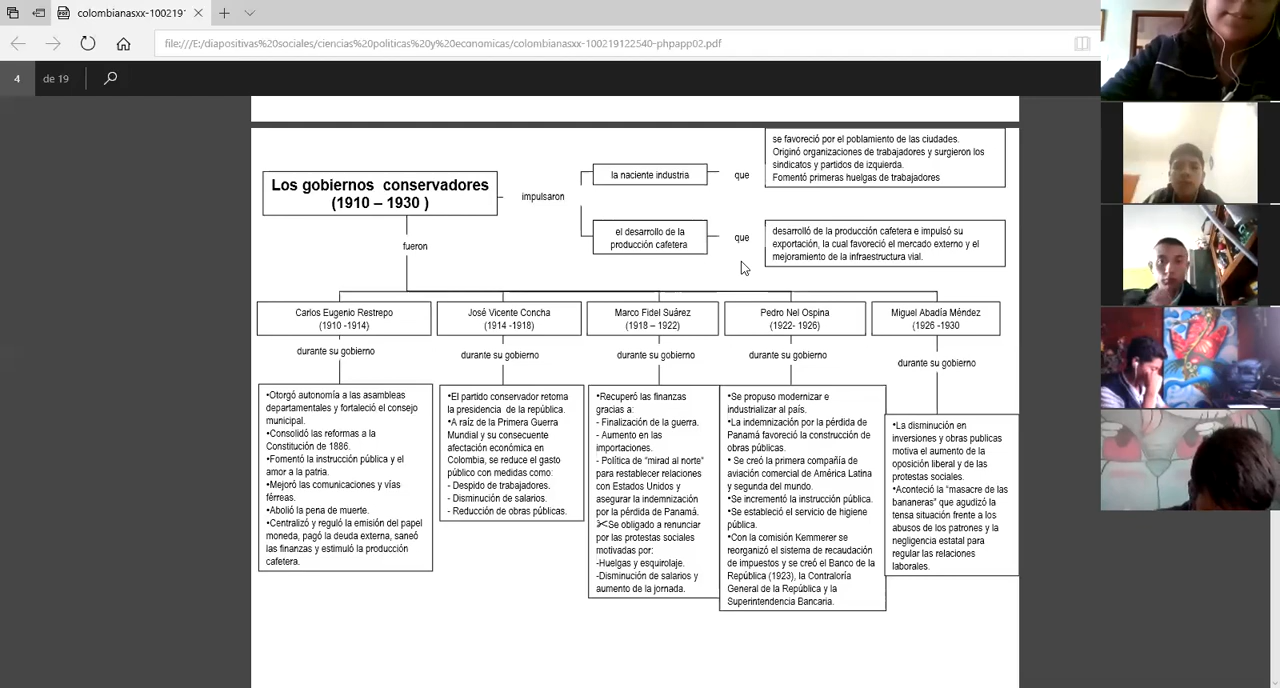 colombianasxx-10021912
file:///E:/diapositivas%20sociales/ciencias%20politicas%20y%20economicas/colombianasxx-100219122540-phpapp02.pdf
4 de 19
Los gobiernos conservadores
(1910 – 1930 )
impulsaron
la naciente industria
que
se favoreció por el poblamiento de las ciudades.
Originó organizaciones de trabajadores y surgieron los
sindicatos y partidos de izquierda.
Fomentó primeras huelgas de trabajadores
el desarrollo de la
producción cafetera
que
desarrolló de la producción cafetera e impulsó su
exportación, la cual favoreció el mercado externo y el
mejoramiento de la infraestructura vial.
fueron
Carlos Eugenio Restrepo
(1910 -1914)
durante su gobierno
•Otorgó autonomía a las asambleas
departamentales y fortaleció el consejo
municipal.
•Consolidó las reformas a la
Constitución de 1886.
•Fomentó la instrucción pública y el
amor a la patria.
•Mejoró las comunicaciones y vías
férreas.
•Abolió la pena de muerte.
•Centralizó y reguló la emisión del papel
moneda, pagó la deuda externa, saneó
las finanzas y estimuló la producción
cafetera.
José Vicente Concha
(1914 -1918)
durante su gobierno
•El partido conservador retoma
la presidencia de la república.
•A raíz de la Primera Guerra
Mundial y su consecuente
afectación económica en
Colombia, se reduce el gasto
público con medidas como:
- Despido de trabajadores.
- Disminución de salarios.
- Reducción de obras públicas.
Marco Fidel Suárez
(1918 – 1922)
durante su gobierno
•Recuperó las finanzas
gracias a:
- Finalización de la guerra.
- Aumento en las
importaciones.
- Política de “mirad al norte”
para restablecer relaciones
con Estados Unidos y
asegurar la indemnización
por la pérdida de Panamá.
✂Se obligado a renunciar
por las protestas sociales
motivadas por:
-Huelgas y esquirolaje.
-Disminución de salarios y
aumento de la jornada.
Pedro Nel Ospina
(1922- 1926)
durante su gobierno
•Se propuso modernizar e
industrializar al país.
•La indemnización por la pérdida de
Panamá favoreció la construcción de
obras públicas.
• Se creó la primera compañía de
aviación comercial de América Latina
y segunda del mundo.
•Se incrementó la instrucción pública.
•Se estableció el servicio de higiene
pública.
•Con la comisión Kemmerer se
reorganizó el sistema de recaudación
de impuestos y se creó el Banco de la
República (1923), la Contraloría
General de la República y la
Superintendencia Bancaria.
Miguel Abadía Méndez
(1926 -1930
durante su gobierno
•La disminución en
inversiones y obras publicas
motiva el aumento de la
oposición liberal y de las
protestas sociales.
•Aconteció la “masacre de las
bananeras” que agudizó la
tensa situación frente a los
abusos de los patrones y la
negligencia estatal para
regular las relaciones
laborales.